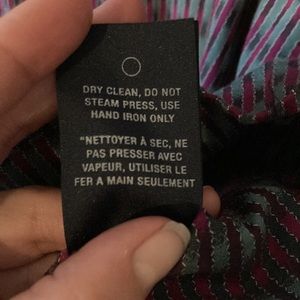 DRY CLEAN, DO NOT
STEAM PRESS, USE
HAND IRON ONLY
"NETTOYER À SEC, NE
PAS PRESSER AVEC
VAPEUR, UTILISER LE
FER A MAIN SEULEMENT